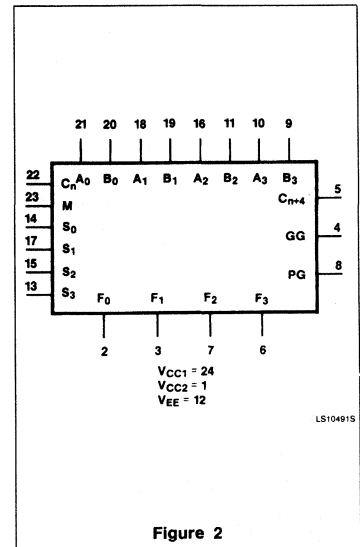 21 20 18 19 16 11 10 9
22 Cn A0 B0 A1 B1 A2 B2 A3 B3
Cn+4 5
23 M
14 S0
GG 4
17 S1
15 S2
PG 8
13 S3
F0 F1 F2 F3
2 3 7 6
VCC1 = 24
VCC2 = 1
VEE = 12
LS10491S
Figure 2